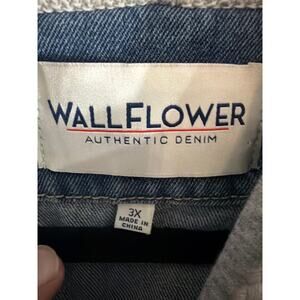 WALLFLOWER
AUTHENTIC DENIM
3X
MADE IN
CHINA